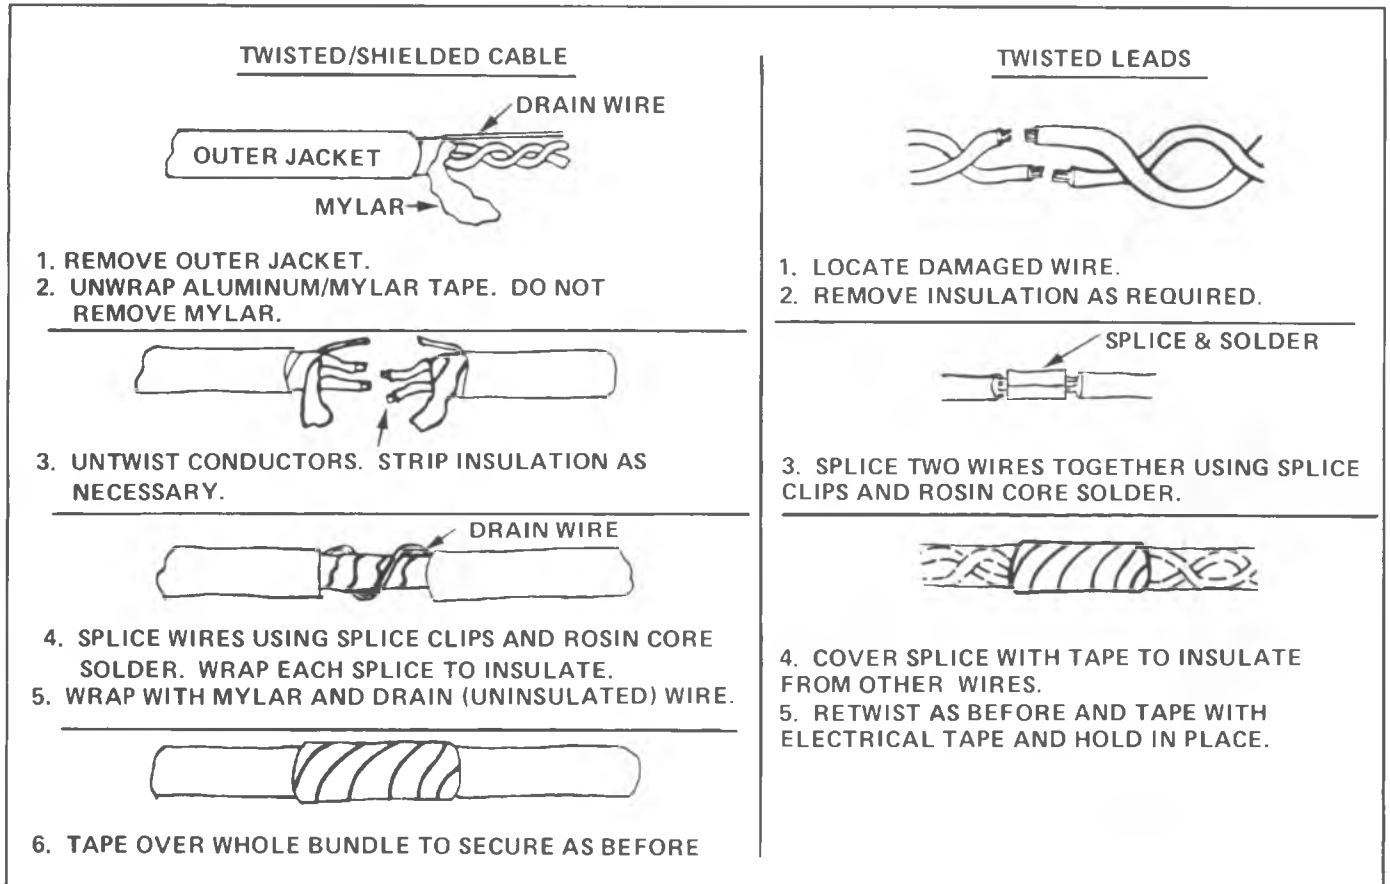 TWISTED/SHIELDED CABLE
DRAIN WIRE
OUTER JACKET
MYLAR
1. REMOVE OUTER JACKET.
2. UNWRAP ALUMINUM/MYLAR TAPE. DO NOT
REMOVE MYLAR.
3. UNTWIST CONDUCTORS. STRIP INSULATION AS
NECESSARY.
DRAIN WIRE
4. SPLICE WIRES USING SPLICE CLIPS AND ROSIN CORE
SOLDER. WRAP EACH SPLICE TO INSULATE.
5. WRAP WITH MYLAR AND DRAIN (UNINSULATED) WIRE.
6. TAPE OVER WHOLE BUNDLE TO SECURE AS BEFORE
TWISTED LEADS
1. LOCATE DAMAGED WIRE.
2. REMOVE INSULATION AS REQUIRED.
SPLICE & SOLDER
3. SPLICE TWO WIRES TOGETHER USING SPLICE
CLIPS AND ROSIN CORE SOLDER.
4. COVER SPLICE WITH TAPE TO INSULATE
FROM OTHER WIRES.
5. RETWIST AS BEFORE AND TAPE WITH
ELECTRICAL TAPE AND HOLD IN PLACE.